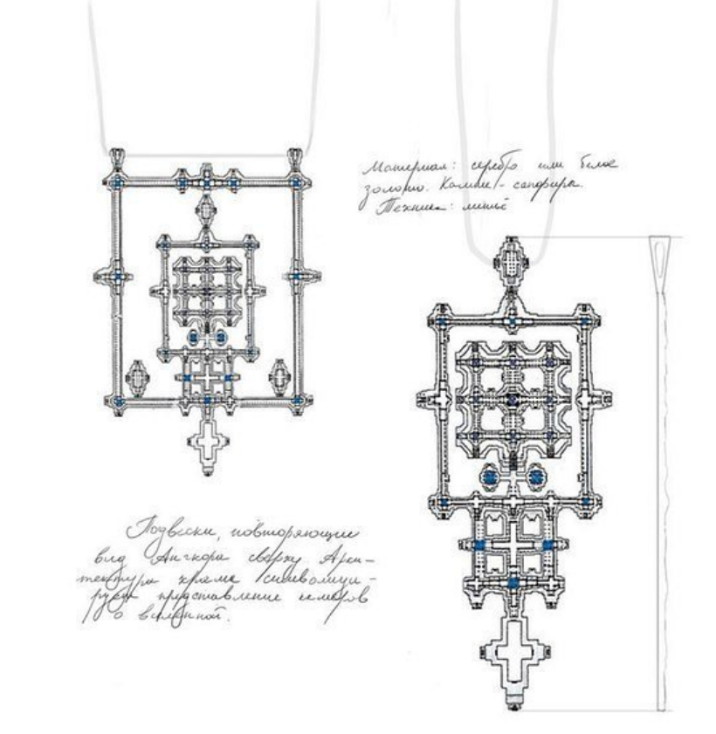 Материал: серебро или белое
золото. Камни - сапфиры.
Техника: литьё
Подвески, повторяющие
вид Ангкора сверху. Архи-
тектура храма символизи-
рует представление кхмеров
о вселенной.